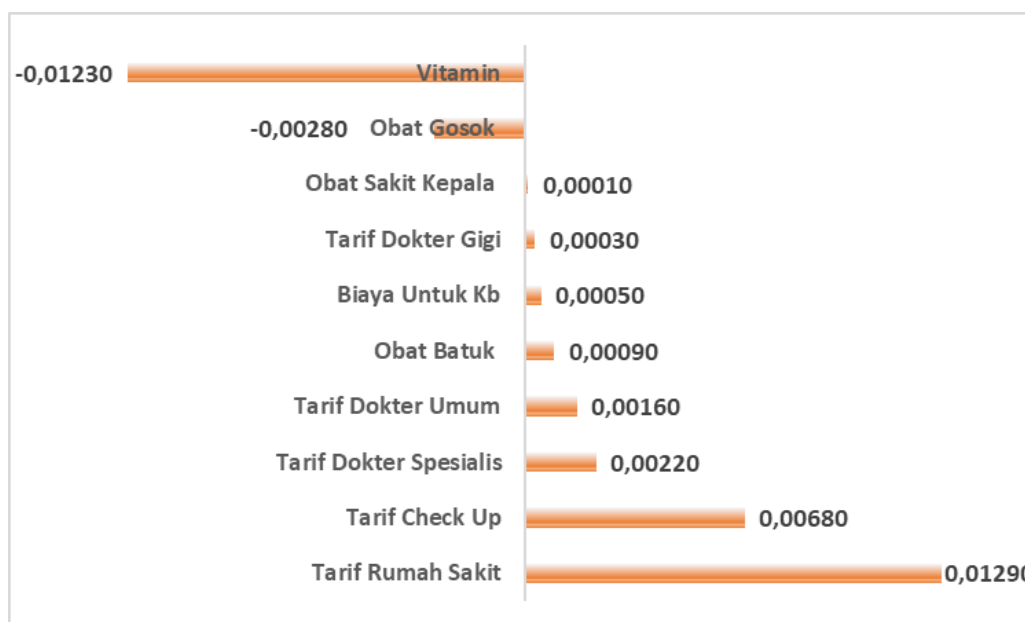 -0,01230 Vitamin
-0,00280 Obat Gosok
Obat Sakit Kepala 0,00010
Tarif Dokter Gigi 0,00030
Biaya Untuk Kb 0,00050
Obat Batuk 0,00090
Tarif Dokter Umum 0,00160
Tarif Dokter Spesialis 0,00220
Tarif Check Up 0,00680
Tarif Rumah Sakit 0,01290